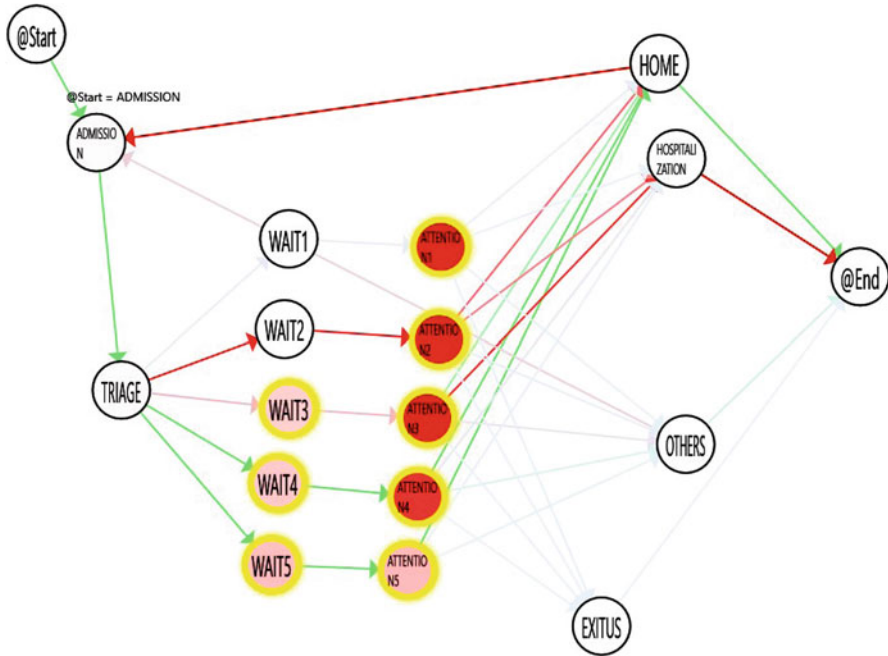 @Start
HOME
@Start = ADMISSION
ADMISSIO
N
HOSPITALI
ZATION
WAIT1
ATTENTIO
N1
@End
WAIT2
ATTENTIO
N2
TRIAGE
WAIT3
ATTENTIO
N3
OTHERS
WAIT4
ATTENTIO
N4
WAIT5
ATTENTIO
N5
EXITUS